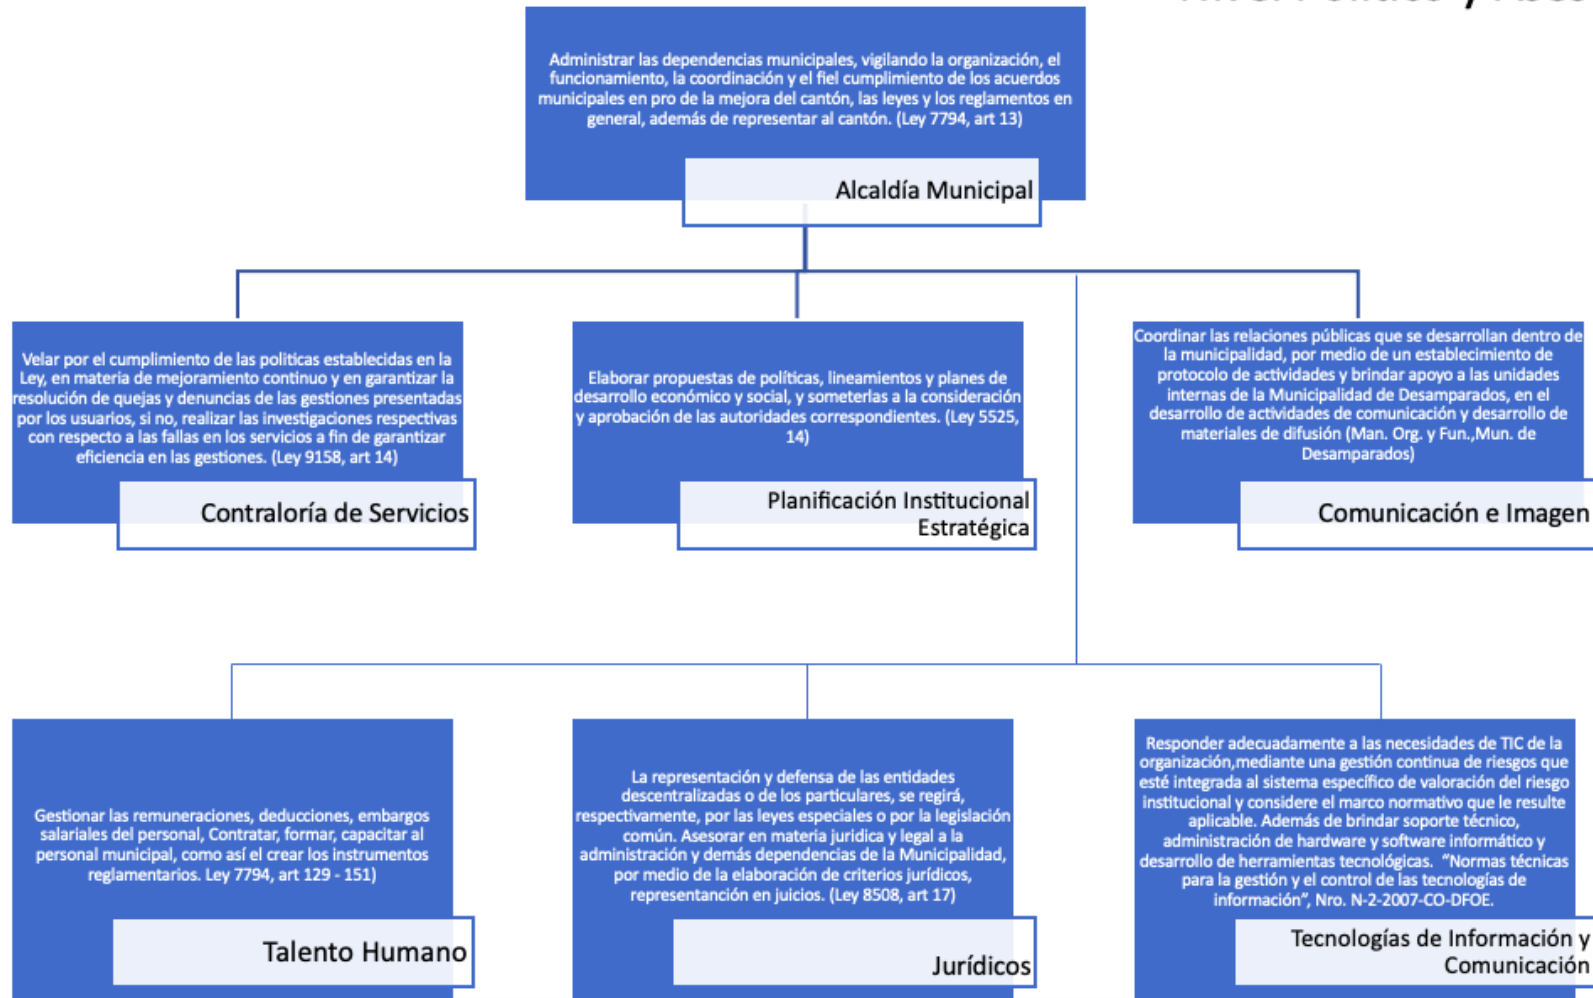 Administrar las dependencias municipales, vigilando la organización, el
funcionamiento, la coordinación y el fiel cumplimiento de los acuerdos
municipales en pro de la mejora del cantón, las leyes y los reglamentos en
general, además de representar al cantón. (Ley 7794, art 13)
Alcaldía Municipal
Velar por el cumplimiento de las politicas establecidas en la
Ley, en materia de mejoramiento continuo y en garantizar la
resolución de quejas y denuncias de las gestiones presentadas
por los usuarios, si no, realizar las investigaciones respectivas
con respecto a las fallas en los servicios a fin de garantizar
eficiencia en las gestiones. (Ley 9158, art 14)
Contraloría de Servicios
Elaborar propuestas de políticas, lineamientos y planes de
desarrollo económico y social, y someterlas a la consideración
y aprobación de las autoridades correspondientes. (Ley 5525,
14)
Planificación Institucional
Estratégica
Coordinar las relaciones públicas que se desarrollan dentro de
la municipalidad, por medio de un establecimiento de
protocolo de actividades y brindar apoyo a las unidades
internas de la Municipalidad de Desamparados, en el
desarrollo de actividades de comunicación y desarrollo de
materiales de difusión (Man. Org. y Fun.,Mun. de
Desamparados)
Comunicación e Imagen
Gestionar las remuneraciones, deducciones, embargos
salariales del personal, Contratar, formar, capacitar al
personal municipal, como así el crear los instrumentos
reglamentarios. Ley 7794, art 129 - 151)
Talento Humano
La representación y defensa de las entidades
descentralizadas o de los particulares, se regirá,
respectivamente, por las leyes especiales o por la legislación
común. Asesorar en materia juridica y legal a la
administración y demás dependencias de la Municipalidad,
por medio de la elaboración de criterios jurídicos,
representanción en juicios. (Ley 8508, art 17)
Jurídicos
Responder adecuadamente a las necesidades de TIC de la
organización,mediante una gestión continua de riesgos que
esté integrada al sistema específico de valoración del riesgo
institucional y considere el marco normativo que le resulte
aplicable. Además de brindar soporte técnico,
administración de hardware y software informático y
desarrollo de herramientas tecnológicas. “Normas técnicas
para la gestión y el control de las tecnologías de
información”, Nro. N-2-2007-CO-DFOE.
Tecnologías de Información y
Comunicación